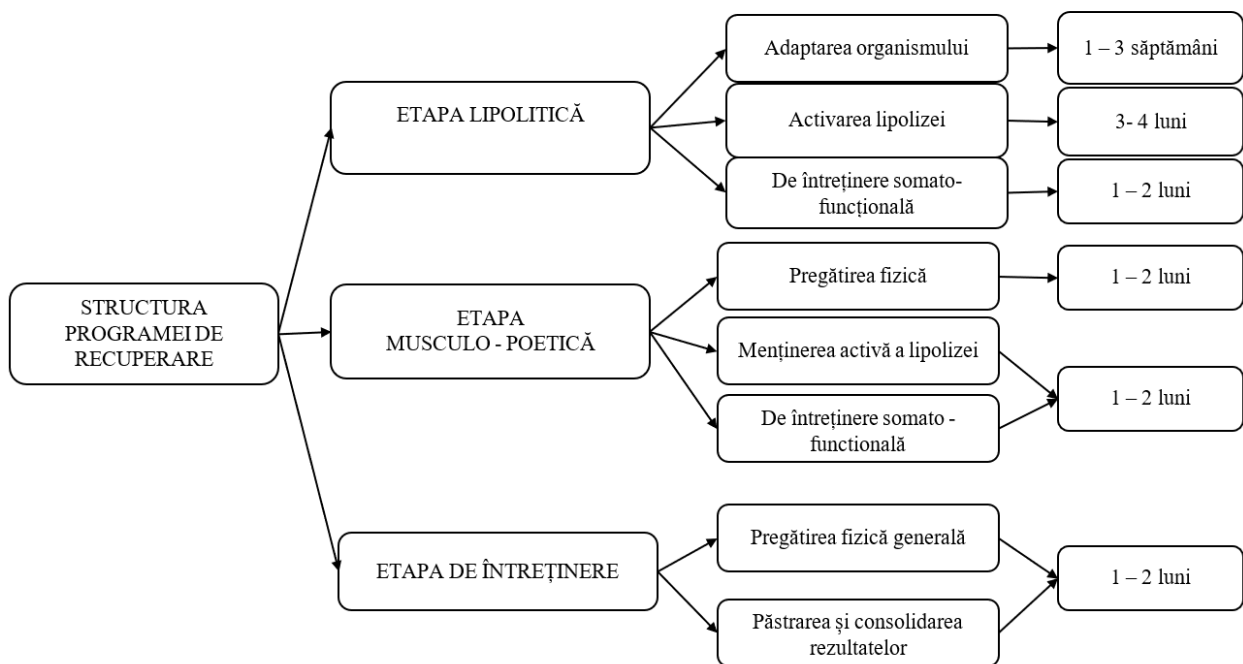 STRUCTURA
PROGRAMEI DE
RECUPERARE
ETAPA LIPOLITICĂ
Adaptarea organismului
1 – 3 săptămâni
Activarea lipolizei
3- 4 luni
De întreținere somato-
funcțională
1 – 2 luni
ETAPA
MUSCULO - POETICĂ
Pregătirea fizică
1 – 2 luni
Menținerea activă a lipolizei
De întreținere somato -
functională
1 – 2 luni
ETAPA DE ÎNTREȚINERE
Pregătirea fizică generală
Păstrarea și consolidarea
rezultatelor
1 – 2 luni